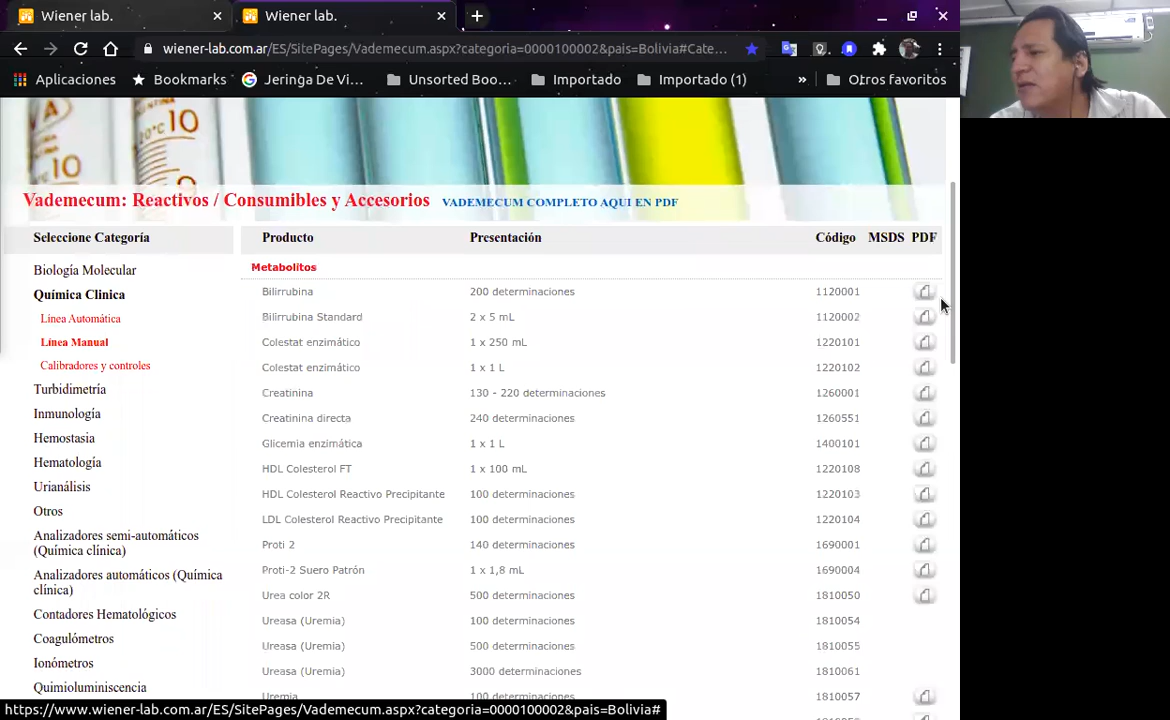 Wiener lab.
Wiener lab.
wiener-lab.com.ar/ES/SitePages/Vademecum.aspx?categoria=0000100002&pais=Bolivia#Cate...
Aplicaciones
Bookmarks
Jeringa De Vi...
Unsorted Boo...
Importado
Importado (1)
»
Otros favoritos
10
°C 10
10
Vademecum: Reactivos / Consumibles y Accesorios VADEMECUM COMPLETO AQUI EN PDF
Seleccione Categoría
Biología Molecular
Química Clinica
Línea Automática
Línea Manual
Calibradores y controles
Turbidimetría
Inmunología
Hemostasia
Hematología
Uriánálisis
Otros
Analizadores semi-automáticos
(Química clínica)
Analizadores automáticos (Química
clínica)
Contadores Hematológicos
Coagulómetros
Ionómetros
Quimioluminiscencia
Producto Presentación Código MSDS PDF
Metabolitos
Bilirrubina 200 determinaciones 1120001
Bilirrubina Standard 2 x 5 mL 1120002
Colestat enzimático 1 x 250 mL 1220101
Colestat enzimático 1 x 1 L 1220102
Creatinina 130 - 220 determinaciones 1260001
Creatinina directa 240 determinaciones 1260551
Glicemia enzimática 1 x 1 L 1400101
HDL Colesterol FT 1 x 100 mL 1220108
HDL Colesterol Reactivo Precipitante 100 determinaciones 1220103
LDL Colesterol Reactivo Precipitante 100 determinaciones 1220104
Proti 2 140 determinaciones 1690001
Proti-2 Suero Patrón 1 x 1,8 mL 1690004
Urea color 2R 500 determinaciones 1810050
Ureasa (Uremia) 100 determinaciones 1810054
Ureasa (Uremia) 500 determinaciones 1810055
Ureasa (Uremia) 3000 determinaciones 1810061
Uremia 100 determinaciones 1810057
https://www.wiener-lab.com.ar/ES/SitePages/Vademecum.aspx?categoria=0000100002&pais=Bolivia#